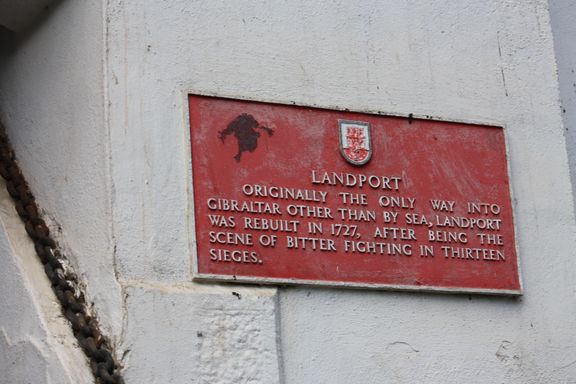 LANDPORT
ORIGINALLY THE ONLY WAY INTO
GIBRALTAR OTHER THAN BY SEA, LANDPORT
WAS REBUILT IN 1727, AFTER BEING THE
SCENE OF BITTER FIGHTING IN THIRTEEN
SIEGES.